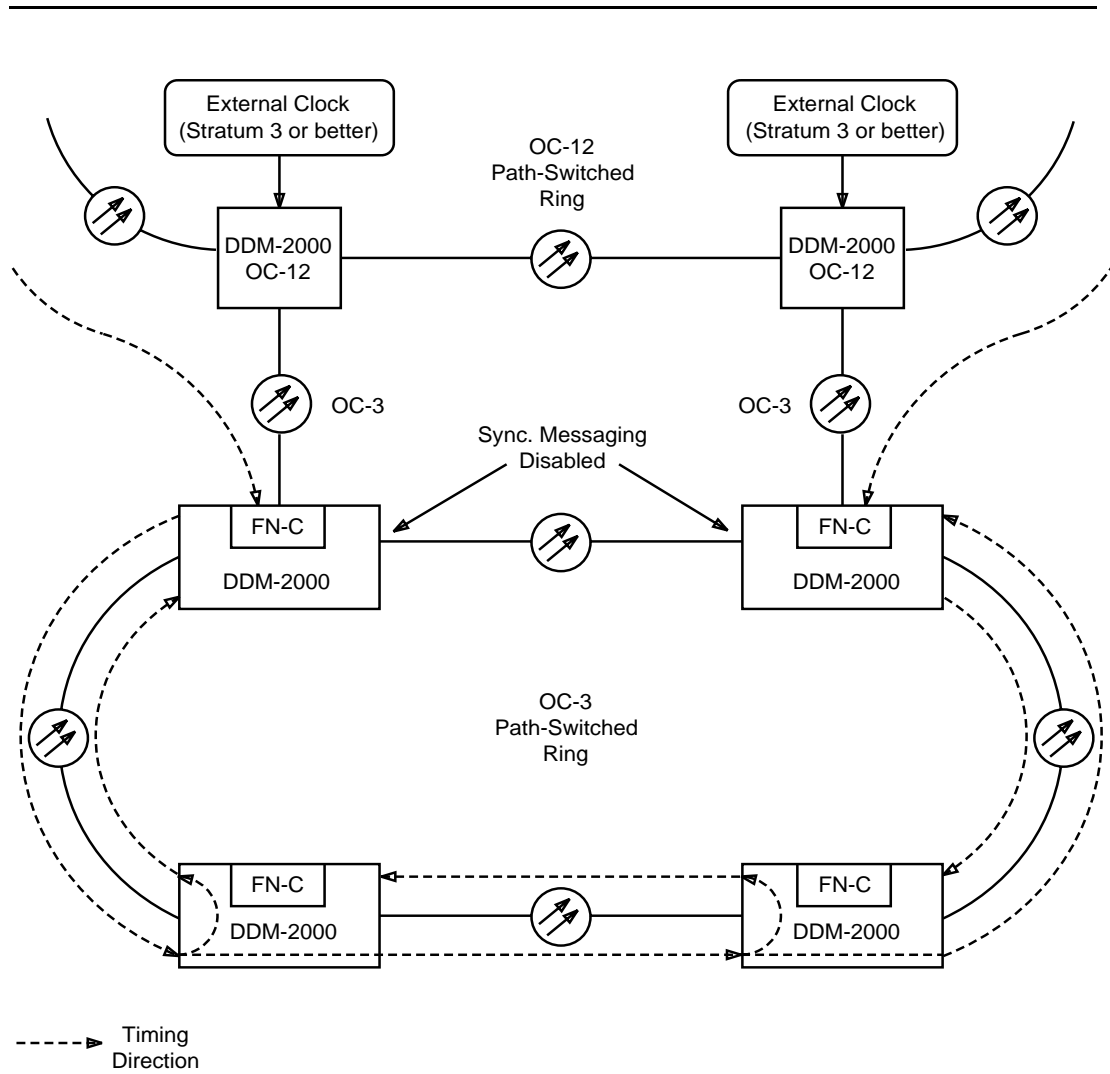 External Clock
(Stratum 3 or better)
External Clock
(Stratum 3 or better)
OC-12
Path-Switched
Ring
DDM-2000
OC-12
DDM-2000
OC-12
OC-3
OC-3
Sync. Messaging
Disabled
FN-C
DDM-2000
FN-C
DDM-2000
OC-3
Path-Switched
Ring
FN-C
DDM-2000
FN-C
DDM-2000
Timing
Direction